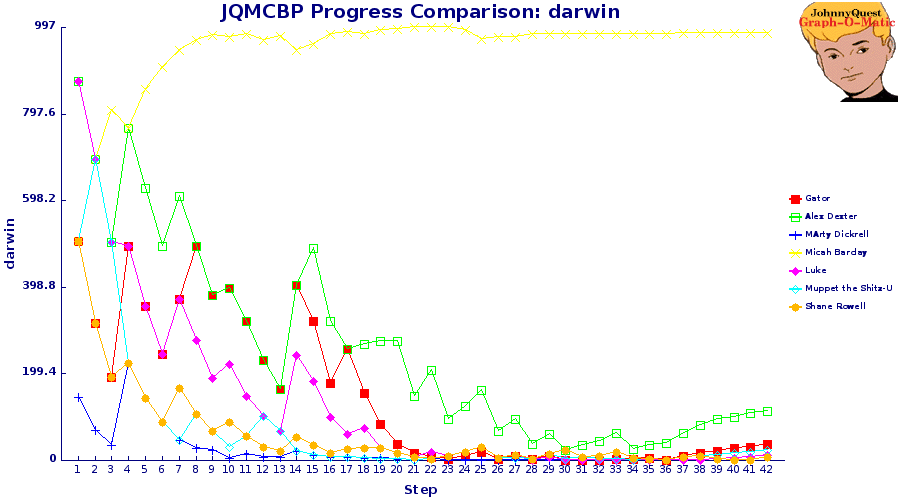 JQMCBP Progress Comparison: darwin
JohnnyQuest
Graph-O-Matic
997
797.6
598.2
398.8
199.4
0
darwin
1 2 3 4 5 6 7 8 9 10 11 12 13 14 15 16 17 18 19 20 21 22 23 24 25 26 27 28 29 30 31 32 33 34 35 36 37 38 39 40 41 42
Step
Gator
Alex Dexter
MArty Dickrell
Micah Barclay
Luke
Muppet the Shitz-U
Shane Rowell